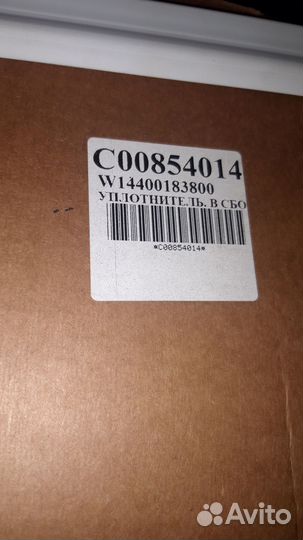 C00854014
W14400183800
УПЛОТНИТЕЛЬ. В СБО
*C00854014*
Avito